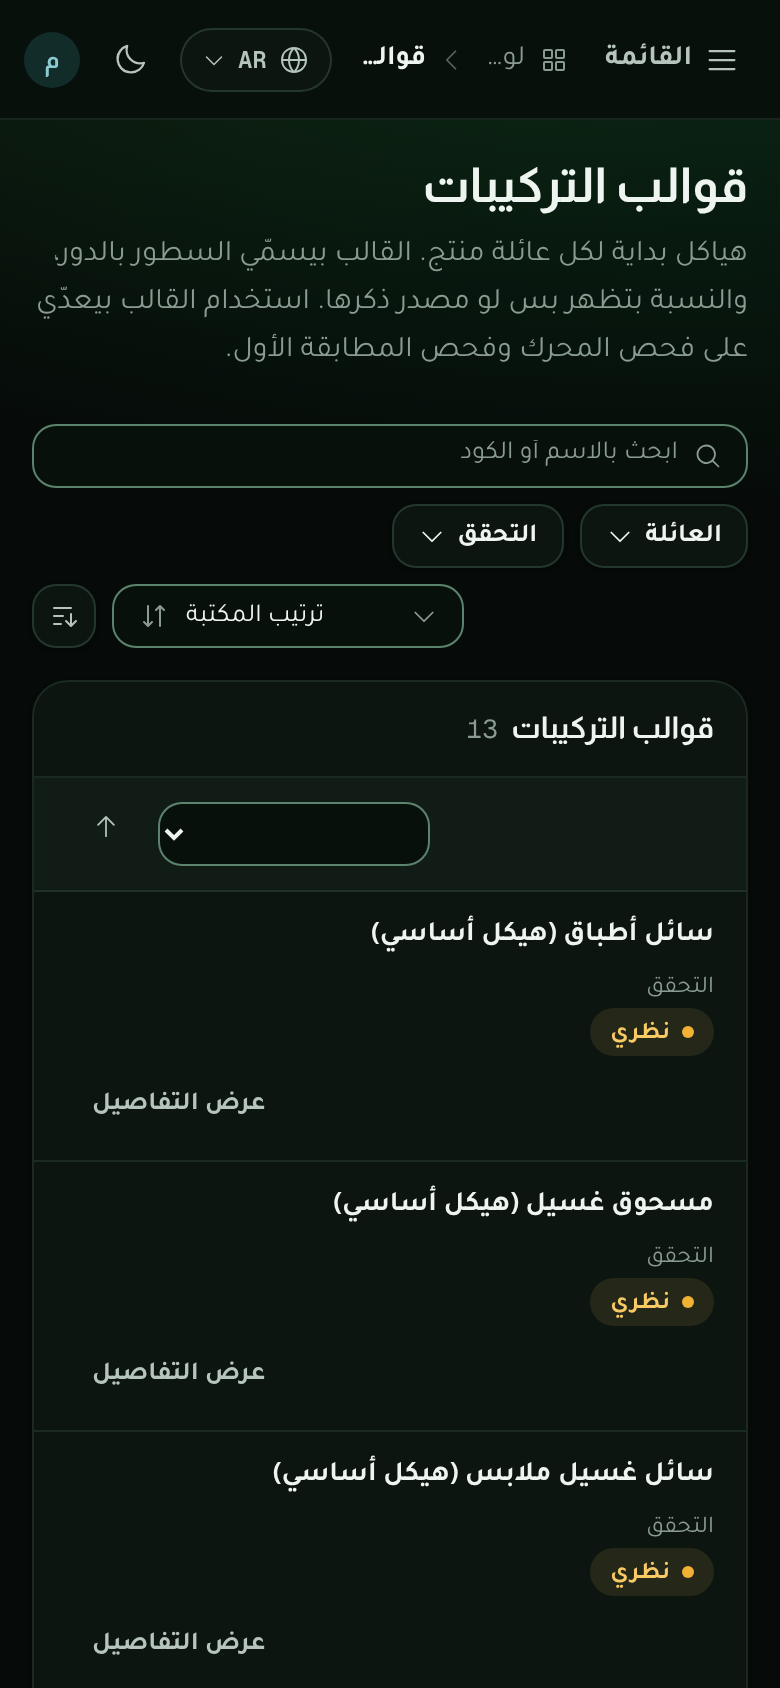 القائمة
لو...
قوالـ...
AR
م
قوالب التركيبات
هياكل بداية لكل عائلة منتج. القالب بيسمّي السطور بالدور،
والنسبة بتظهر بس لو مصدر ذكرها. استخدام القالب بيعدّي
على فحص المحرك وفحص المطابقة الأول.
ابحث بالاسم أو الكود
العائلة
التحقق
ترتيب المكتبة
قوالب التركيبات 13
سائل أطباق (هيكل أساسي)
التحقق
نظري
عرض التفاصيل
مسحوق غسيل (هيكل أساسي)
التحقق
نظري
عرض التفاصيل
سائل غسيل ملابس (هيكل أساسي)
التحقق
نظري
عرض التفاصيل